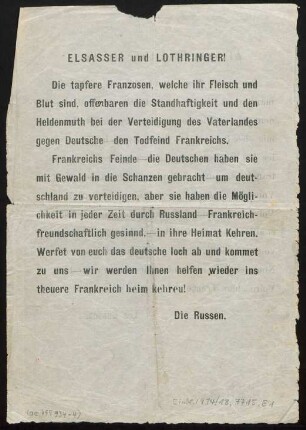 ELSASSER und LOTHRINGER!
Die tapfere Franzosen, welche ihr Fleisch und
Blut sind, offenbaren die Standhaftigkeit und den
Heldenmuth bei der Verteidigung des Vaterlandes
gegen Deutsche den Todfeind Frankreichs.
Frankreichs Feinde die Deutschen haben sie
mit Gewald in die Schanzen gebracht um deut-
schland zu verteidigen, aber sie haben die Mögli-
chkeit in jeder Zeit durch Russland Frankreich-
freundschaftlich gesinnd, in ihre Heimat Kehren,
Werfet von euch das deutsche Joch ab und kommet
zu uns wir werden Ihnen helfen wieder ins
theuere Frankreich heim kehreu!
Die Russen.